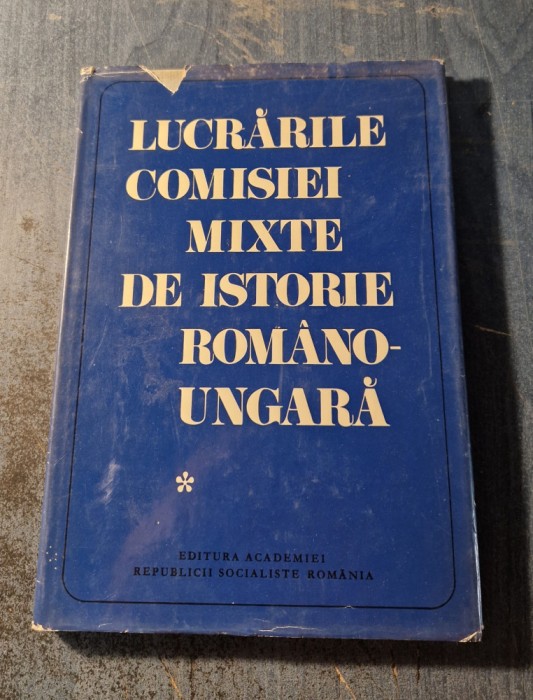 LUCRĂRILE
COMISIEI
MIXTE
DE ISTORIE
ROMÂNO-
UNGARĂ
*
EDITURA ACADEMIEI
REPUBLICII SOCIALISTE ROMÂNIA